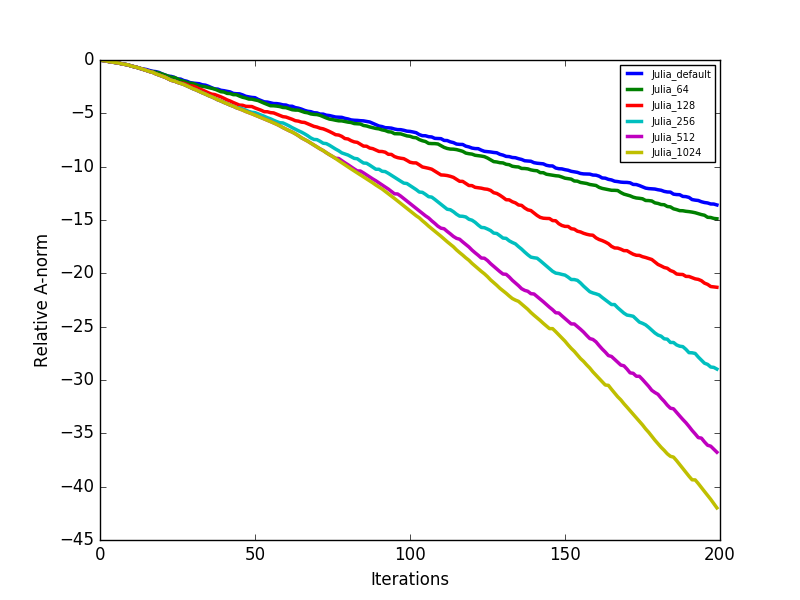 0
−5
−10
−15
−20
−25
−30
−35
−40
−45
Relative A-norm
0
50
100
150
200
Iterations
Julia_default
Julia_64
Julia_128
Julia_256
Julia_512
Julia_1024